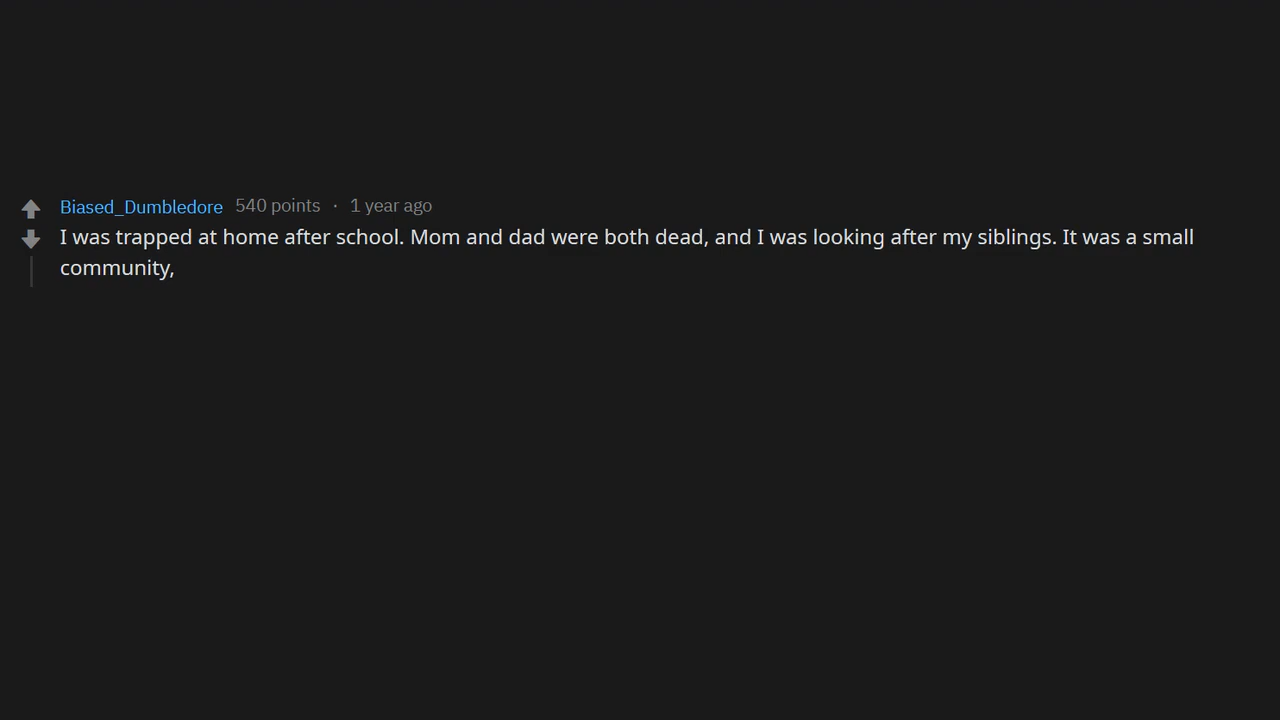 Biased_Dumbledore 540 points · 1 year ago
I was trapped at home after school. Mom and dad were both dead, and I was looking after my siblings. It was a small
community,